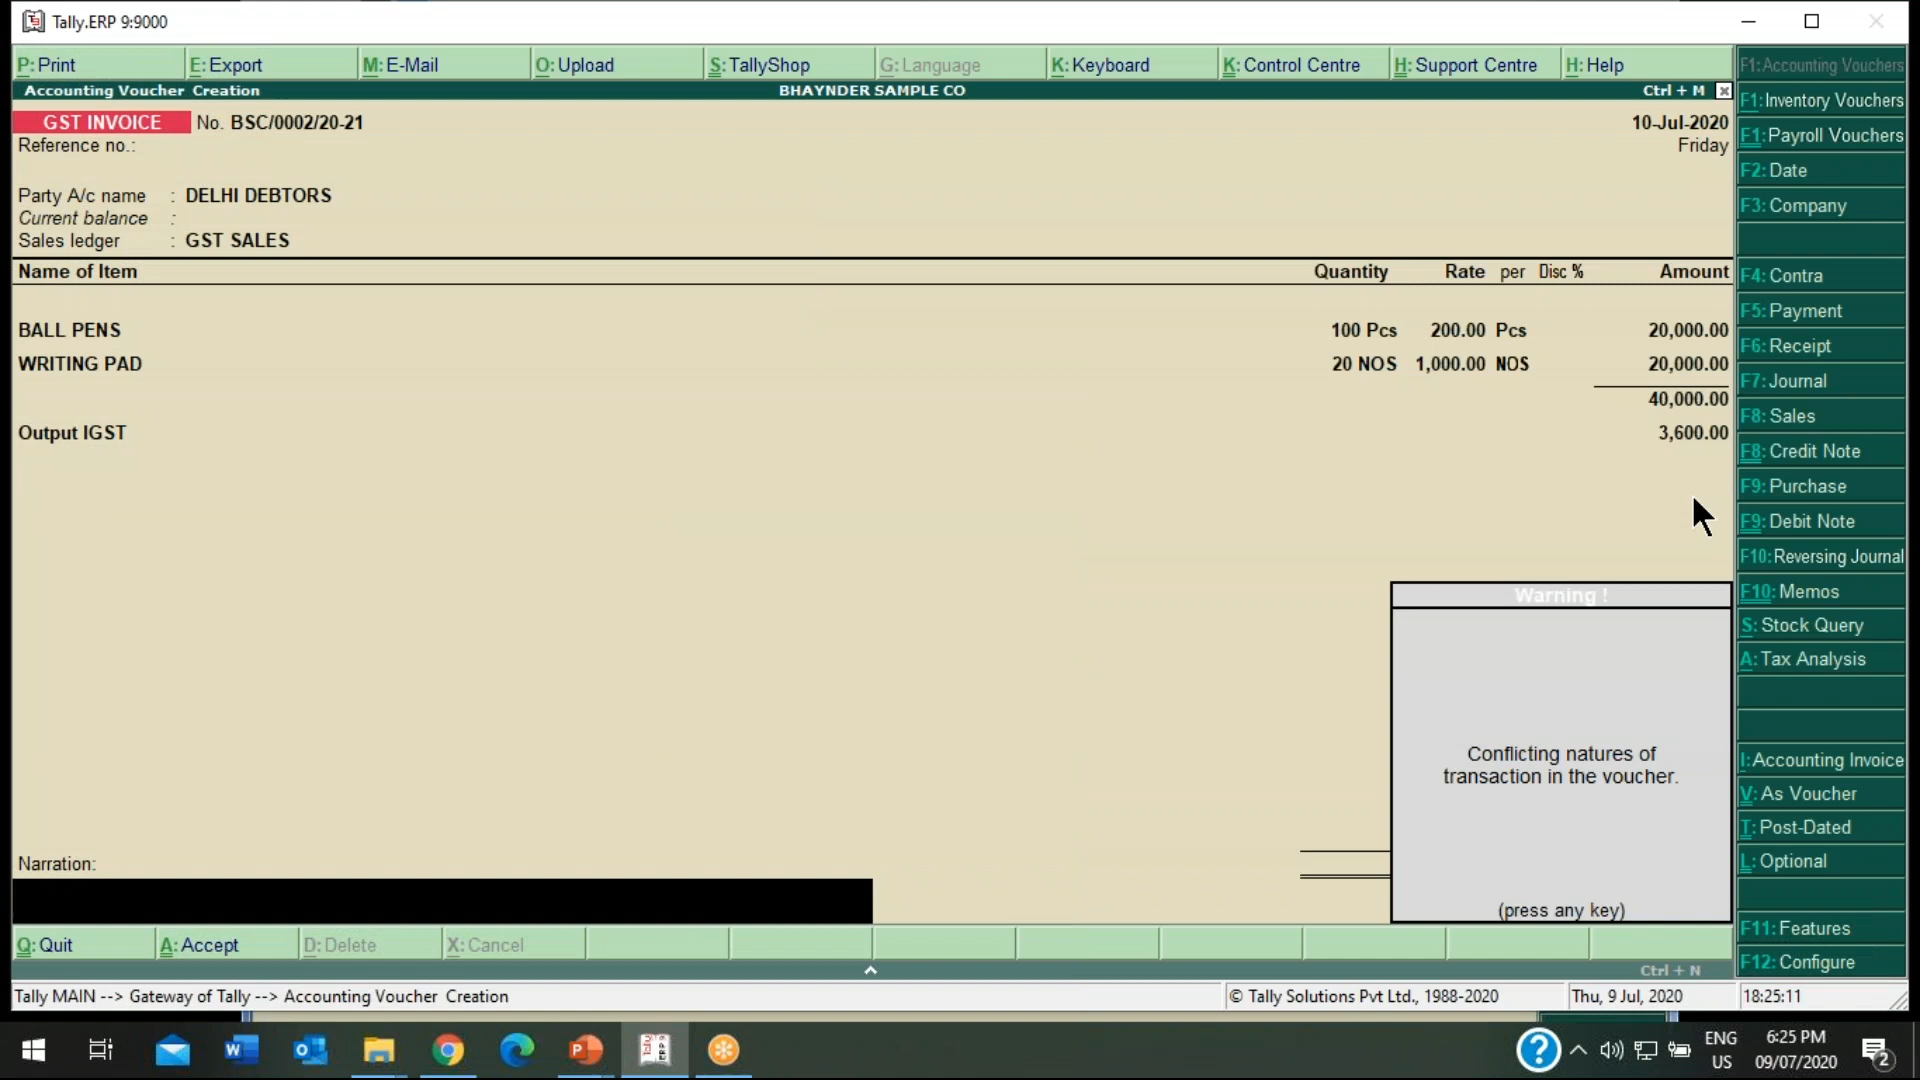 Tally.ERP 9:9000
P: Print E: Export M: E-Mail O: Upload S: TallyShop G: Language K: Keyboard K: Control Centre H: Support Centre H: Help
Accounting Voucher Creation BHAYNDER SAMPLE CO Ctrl + M
GST INVOICE No. BSC/0002/20-21 10-Jul-2020
Reference no.: Friday
Party A/c name : DELHI DEBTORS
Current balance :
Sales ledger : GST SALES
Name of Item Quantity Rate per Disc % Amount
BALL PENS 100 Pcs 200.00 Pcs 20,000.00
WRITING PAD 20 NOS 1,000.00 NOS 20,000.00
40,000.00
Output IGST 3,600.00
Warning !
Conflicting natures of
transaction in the voucher.
(press any key)
Narration:
Q: Quit A: Accept D: Delete X: Cancel
Ctrl + N
F1: Accounting Vouchers
F1: Inventory Vouchers
F1: Payroll Vouchers
F2: Date
F3: Company
F4: Contra
F5: Payment
F6: Receipt
F7: Journal
F8: Sales
F8: Credit Note
F9: Purchase
F9: Debit Note
F10: Reversing Journal
F10: Memos
S: Stock Query
A: Tax Analysis
I: Accounting Invoice
V: As Voucher
T: Post-Dated
L: Optional
F11: Features
F12: Configure
Tally MAIN --> Gateway of Tally --> Accounting Voucher Creation © Tally Solutions Pvt Ltd., 1988-2020 Thu, 9 Jul, 2020 18:25:11
ENG 6:25 PM
US 09/07/2020 2